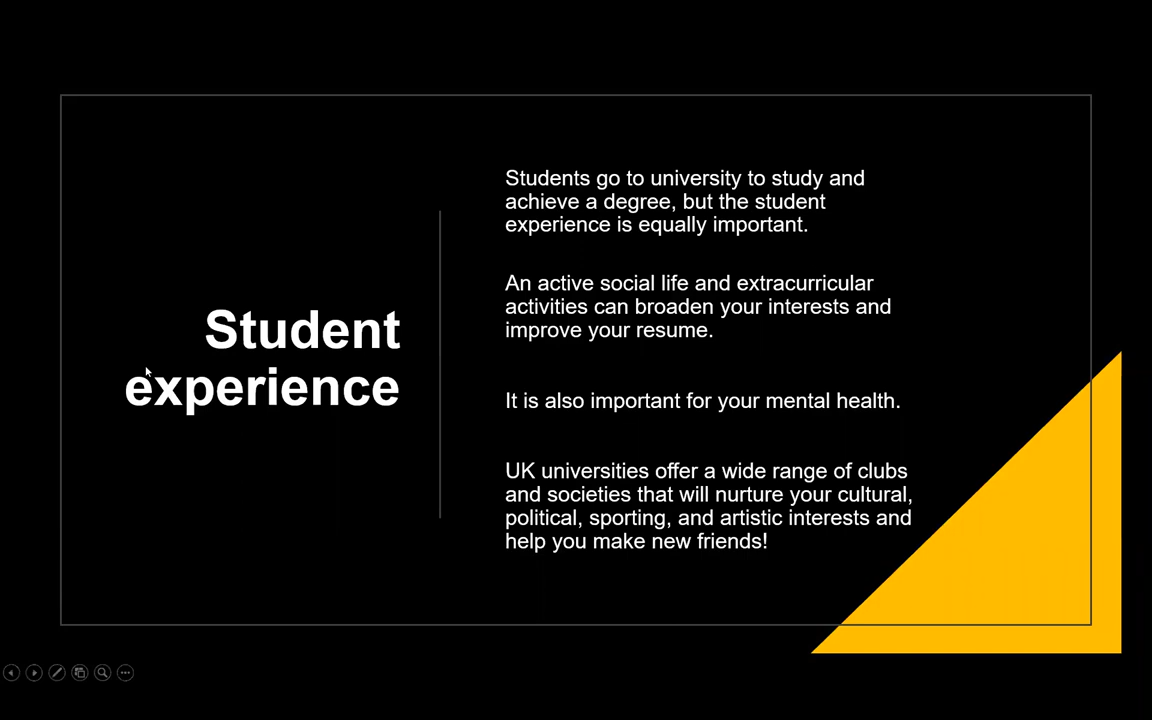 Student
experience
Students go to university to study and
achieve a degree, but the student
experience is equally important.
An active social life and extracurricular
activities can broaden your interests and
improve your resume.
It is also important for your mental health.
UK universities offer a wide range of clubs
and societies that will nurture your cultural,
political, sporting, and artistic interests and
help you make new friends!